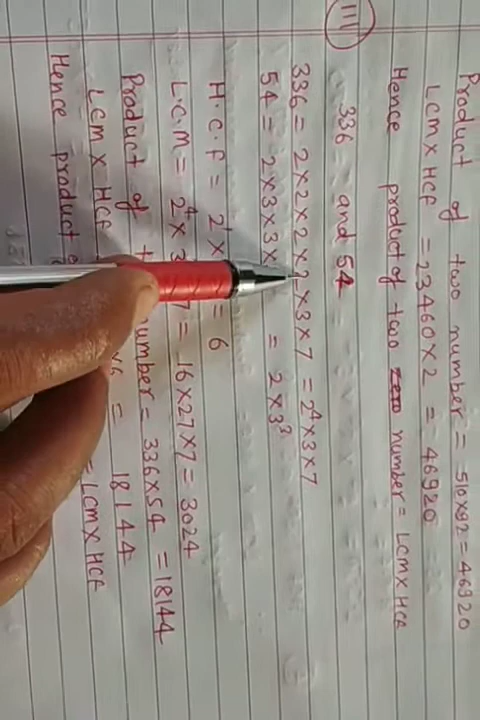 Product of two number = 510×92 = 46920
LCM × HCF = 23460×2 = 46920
Hence product of two number = LCM × HCF
(iii)
336 and 54
336 = 2×2×2×2×3×7 = 2⁴×3×7
54 = 2×3×3× = 2×3³
H.C.F = 2¹× = 6
L.C.M = 2⁴×3 7 = 16×27×7 = 3024
Product of number = 336×54 = 18144
LCM × HCF = 18144
Hence product = LCM × HCF